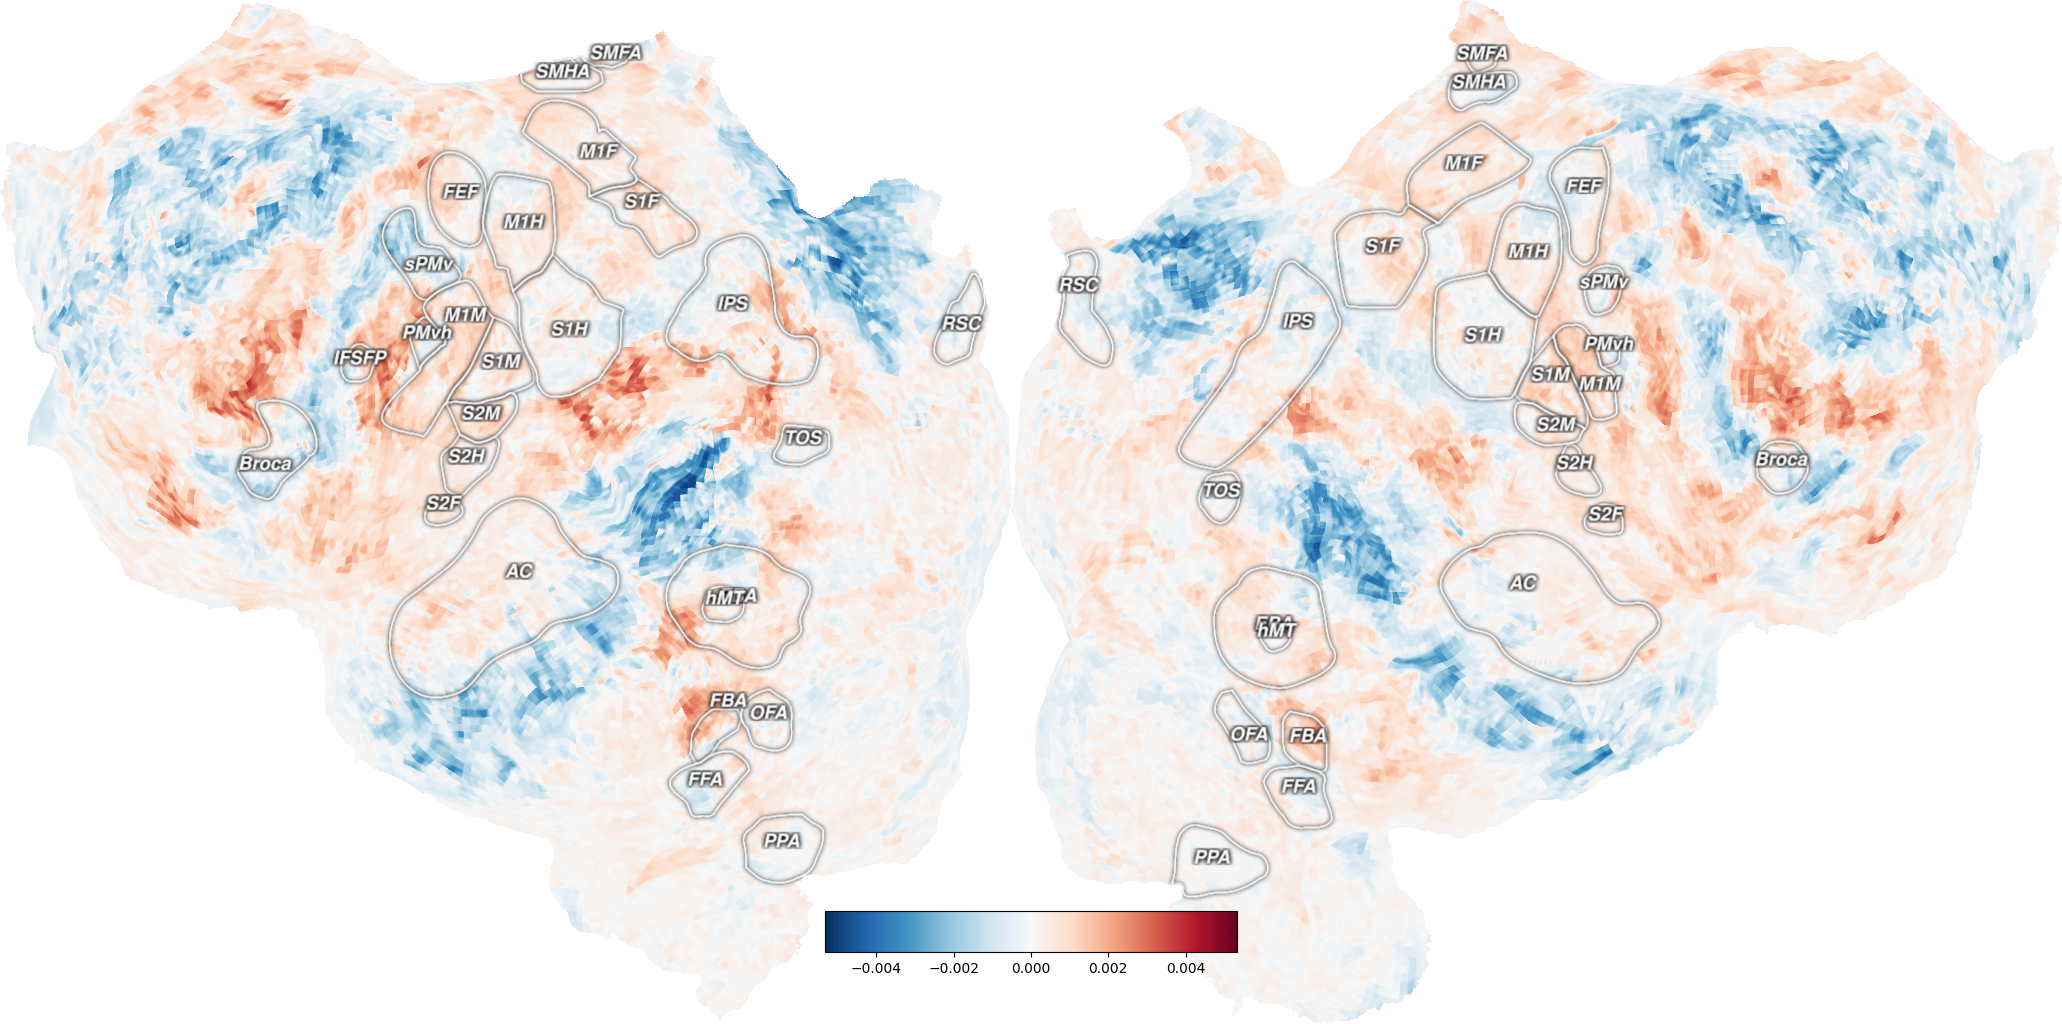 SMFA
SMHA
M1F
FEF
M1H
S1F
sPMv
IPS
M1M
PMvh
S1H
RSC
IFSFP
S1M
S2M
TOS
Broca
S2H
S2F
AC
hMT
FBA
OFA
FFA
PPA
SMFA
SMHA
M1F
FEF
S1F
M1H
sPMv
RSC
IPS
S1H
PMvh
S1M
M1M
S2M
Broca
S2H
TOS
S2F
AC
hMT
OFA
FBA
FFA
PPA
−0.004 −0.002 0.000 0.002 0.004